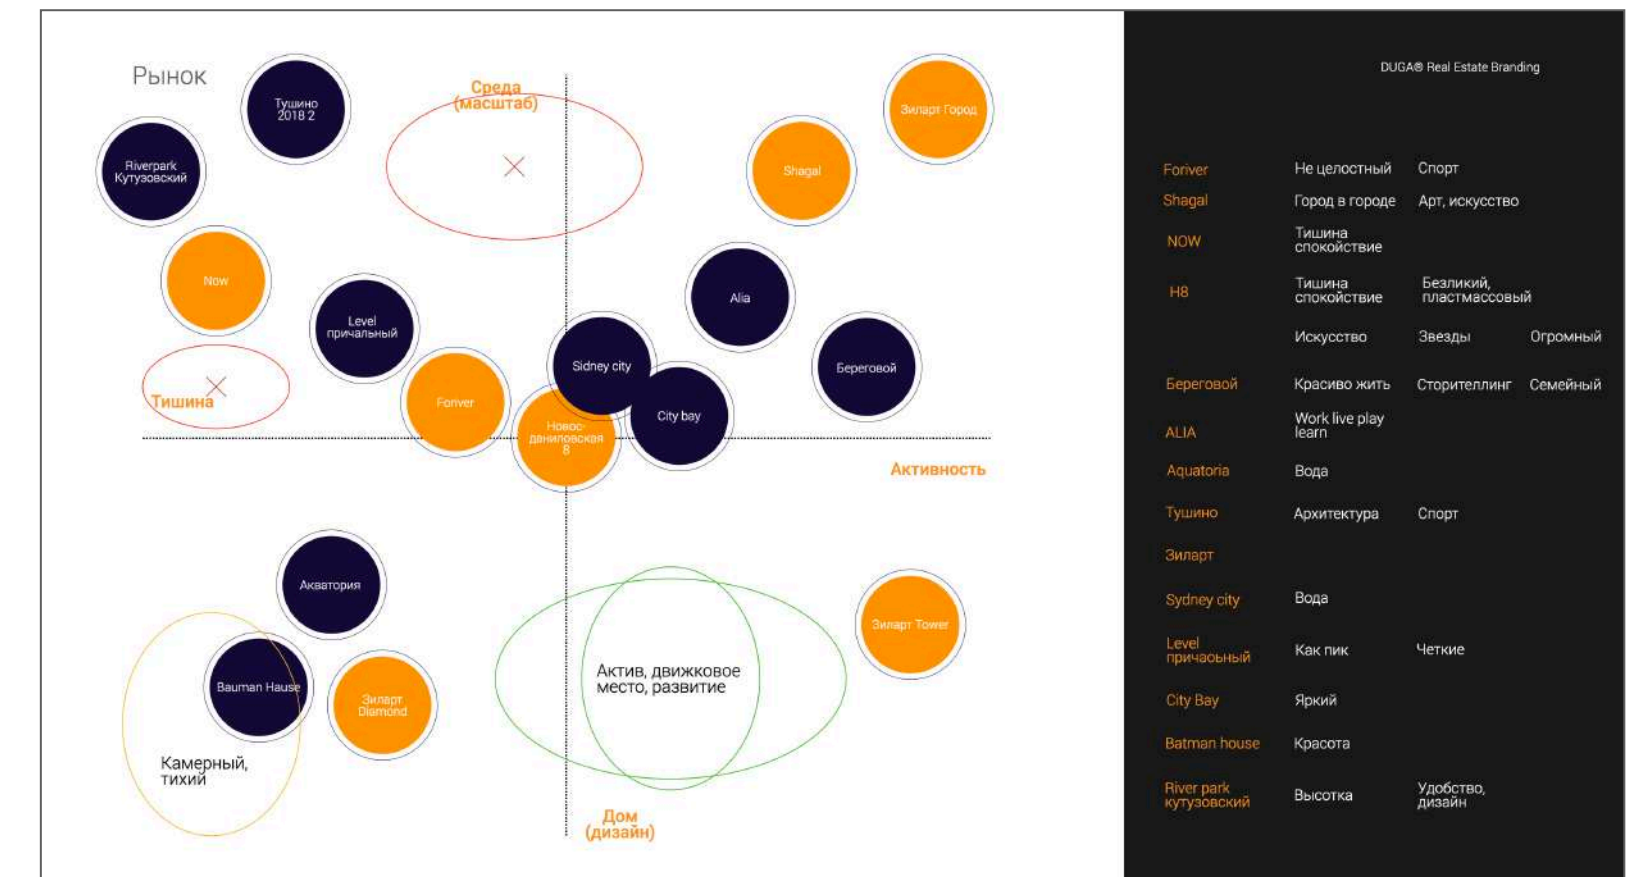 Рынок
Тушино
2018 2
Riverpark
Кутузовский
Now
Level
причальный
Тишина
Foriver
Среда
(масштаб)
Зиларт Город
Shagal
Alia
Sidney city
Береговой
City bay
Новос-
даниловская
8
Активность
Акватория
Bauman Hause
Зиларт
Diamond
Камерный,
тихий
Актив, движковое
место, развитие
Зиларт Tower
Дом
(дизайн)
DUGA® Real Estate Branding
Foriver Не целостный Спорт
Shagal Город в городе Арт, искусство
NOW Тишина
спокойствие
H8 Тишина Безликий,
спокойствие пластмассовый
Искусство Звезды Огромный
Береговой Красиво жить Сторителлинг Семейный
ALIA Work live play
learn
Aquatoria Вода
Тушино Архитектура Спорт
Зиларт
Sydney city Вода
Level
причаоьный Как пик Четкие
City Bay Яркий
Batman house Красота
River park Удобство,
кутузовский Высотка дизайн